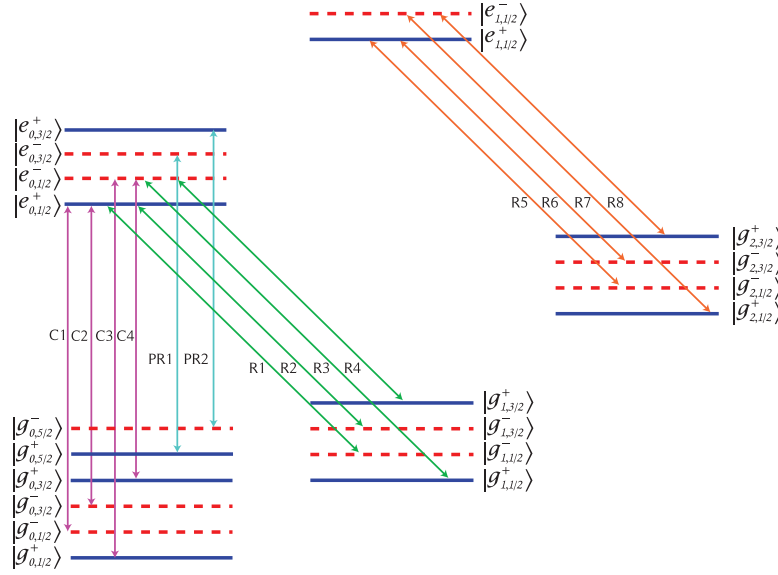 |e⁻₁,₁/₂⟩
|e⁺₁,₁/₂⟩
|e⁺₀,₃/₂⟩
|e⁻₀,₃/₂⟩
|e⁻₀,₁/₂⟩
|e⁺₀,₁/₂⟩
R5 R6 R7 R8
|g⁺₂,₃/₂⟩
|g⁻₂,₃/₂⟩
|g⁻₂,₁/₂⟩
|g⁺₂,₁/₂⟩
C1 C2 C3 C4
PR1 PR2
R1 R2 R3 R4
|g⁺₁,₃/₂⟩
|g⁻₁,₃/₂⟩
|g⁻₁,₁/₂⟩
|g⁺₁,₁/₂⟩
|g⁻₀,₅/₂⟩
|g⁺₀,₅/₂⟩
|g⁺₀,₃/₂⟩
|g⁻₀,₃/₂⟩
|g⁻₀,₁/₂⟩
|g⁺₀,₁/₂⟩